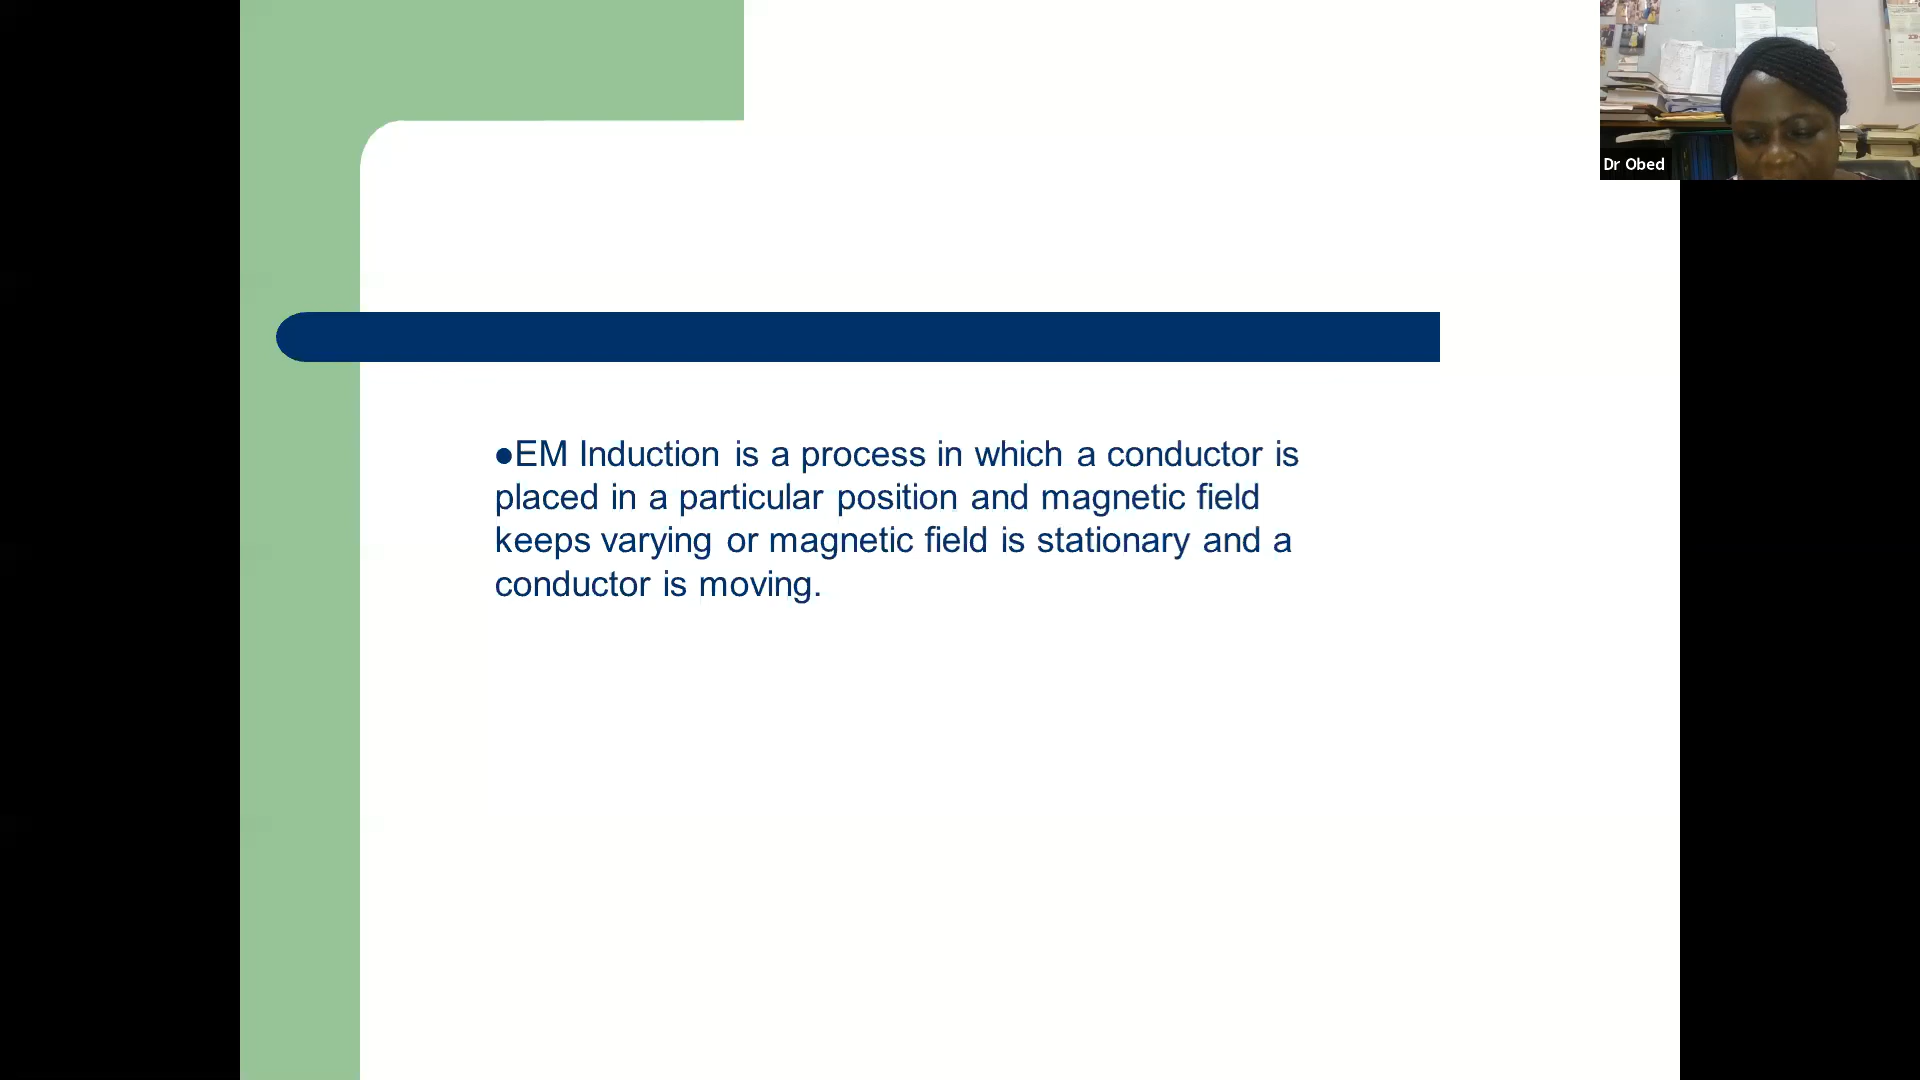 ●EM Induction is a process in which a conductor is
placed in a particular position and magnetic field
keeps varying or magnetic field is stationary and a
conductor is moving.
Dr Obed